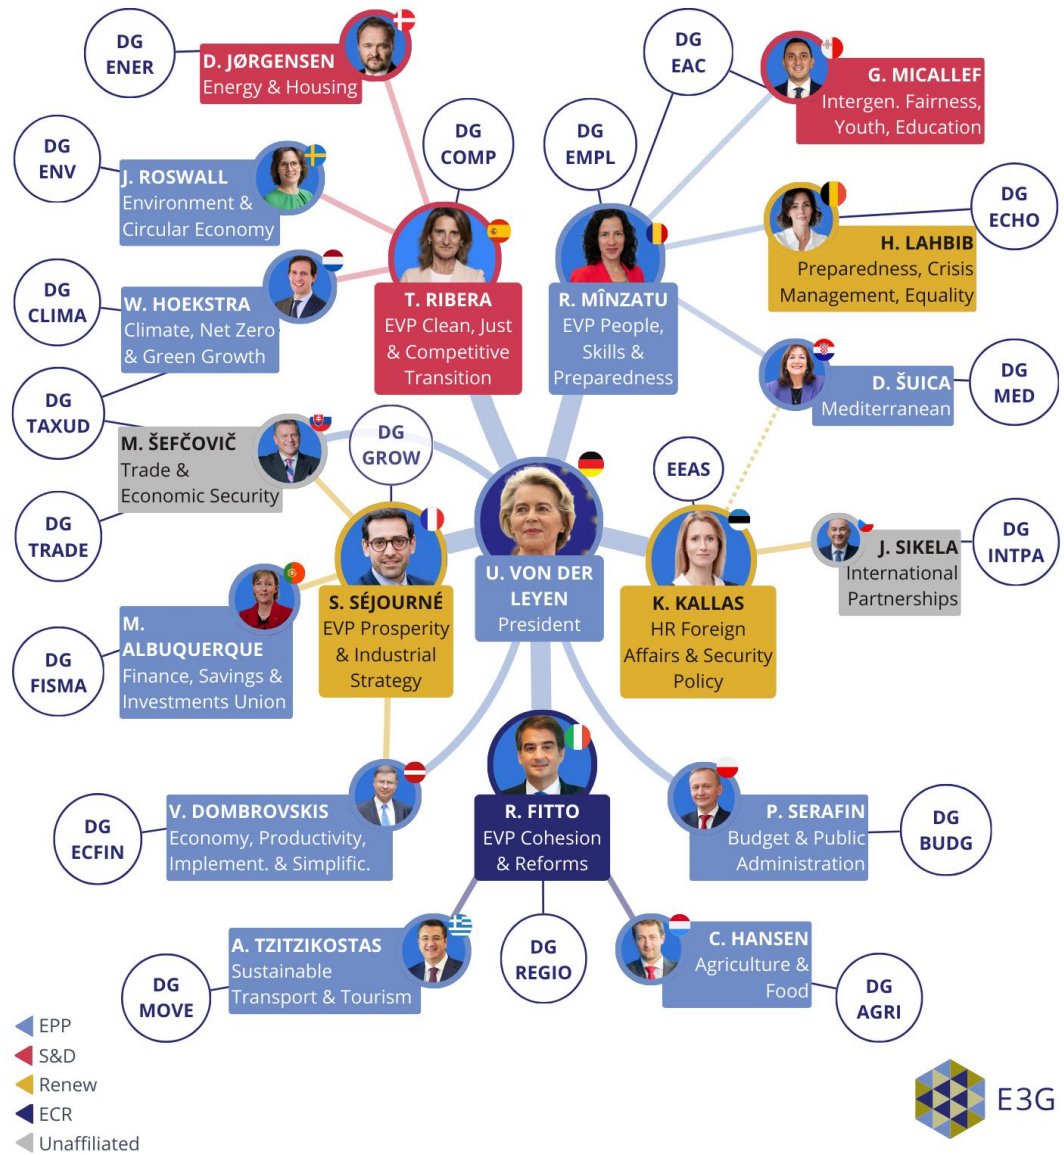 DG
ENER
D. JØRGENSEN
Energy & Housing
DG
EAC
G. MICALLEF
Intergen. Fairness,
Youth, Education
DG
ENV
J. ROSWALL
Environment &
Circular Economy
DG
COMP
DG
EMPL
DG
ECHO
H. LAHBIB
Preparedness, Crisis
Management, Equality
DG
CLIMA
W. HOEKSTRA
Climate, Net Zero
& Green Growth
T. RIBERA
EVP Clean, Just
& Competitive
Transition
R. MÎNZATU
EVP People,
Skills &
Preparedness
D. ŠUICA
Mediterranean
DG
MED
DG
TAXUD
M. ŠEFČOVIČ
Trade &
Economic Security
DG
GROW
EEAS
DG
TRADE
J. SIKELA
International
Partnerships
DG
INTPA
U. VON DER
LEYEN
President
S. SÉJOURNÉ
EVP Prosperity
& Industrial
Strategy
K. KALLAS
HR Foreign
Affairs & Security
Policy
M.
ALBUQUERQUE
Finance, Savings &
Investments Union
DG
FISMA
DG
ECFIN
V. DOMBROVSKIS
Economy, Productivity,
Implement. & Simplific.
R. FITTO
EVP Cohesion
& Reforms
P. SERAFIN
Budget & Public
Administration
DG
BUDG
DG
MOVE
A. TZITZIKOSTAS
Sustainable
Transport & Tourism
DG
REGIO
C. HANSEN
Agriculture &
Food
DG
AGRI
EPP
S&D
Renew
ECR
Unaffiliated
E3G